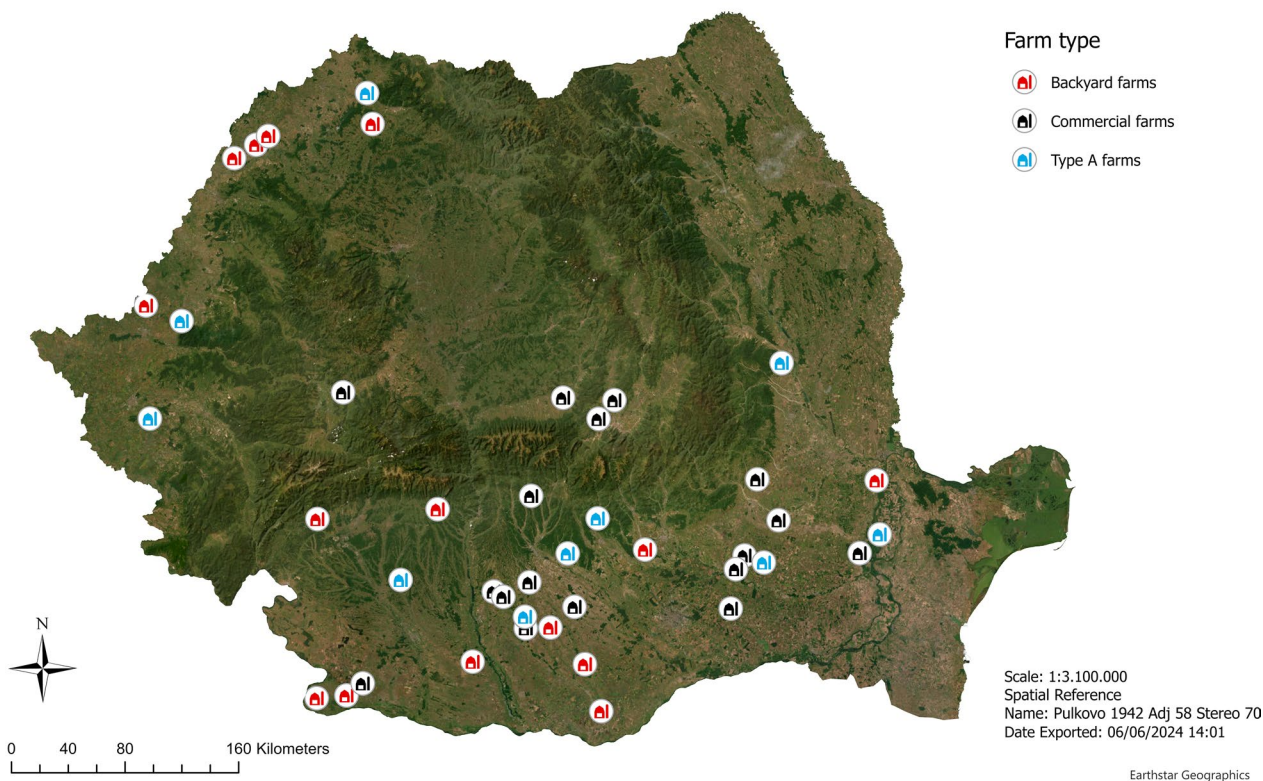 Farm type
Backyard farms
Commercial farms
Type A farms
N
0 40 80 160 Kilometers
Scale: 1:3.100.000
Spatial Reference
Name: Pulkovo 1942 Adj 58 Stereo 70
Date Exported: 06/06/2024 14:01
Earthstar Geographics